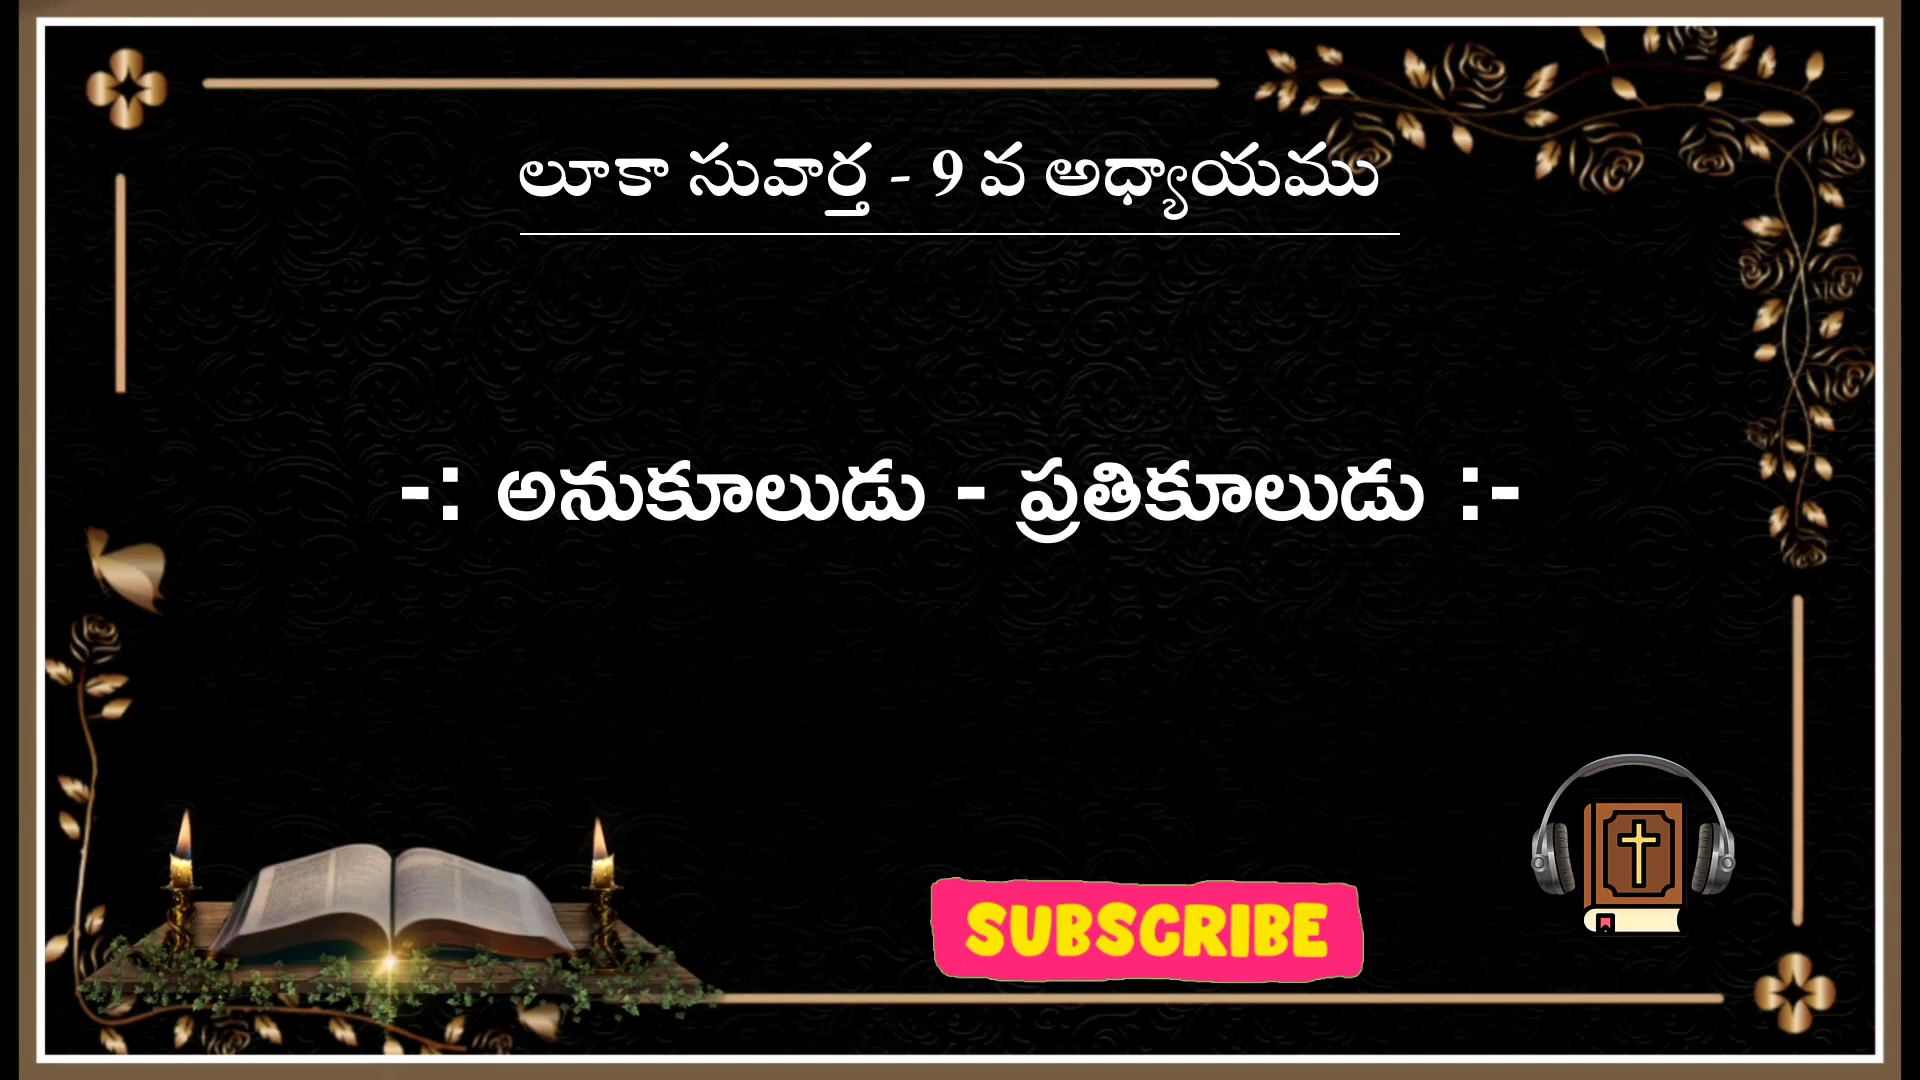 లూకా సువార్త - 9 వ అధ్యాయము
-: అనుకూలుడు - ప్రతికూలుడు :-
SUBSCRIBE